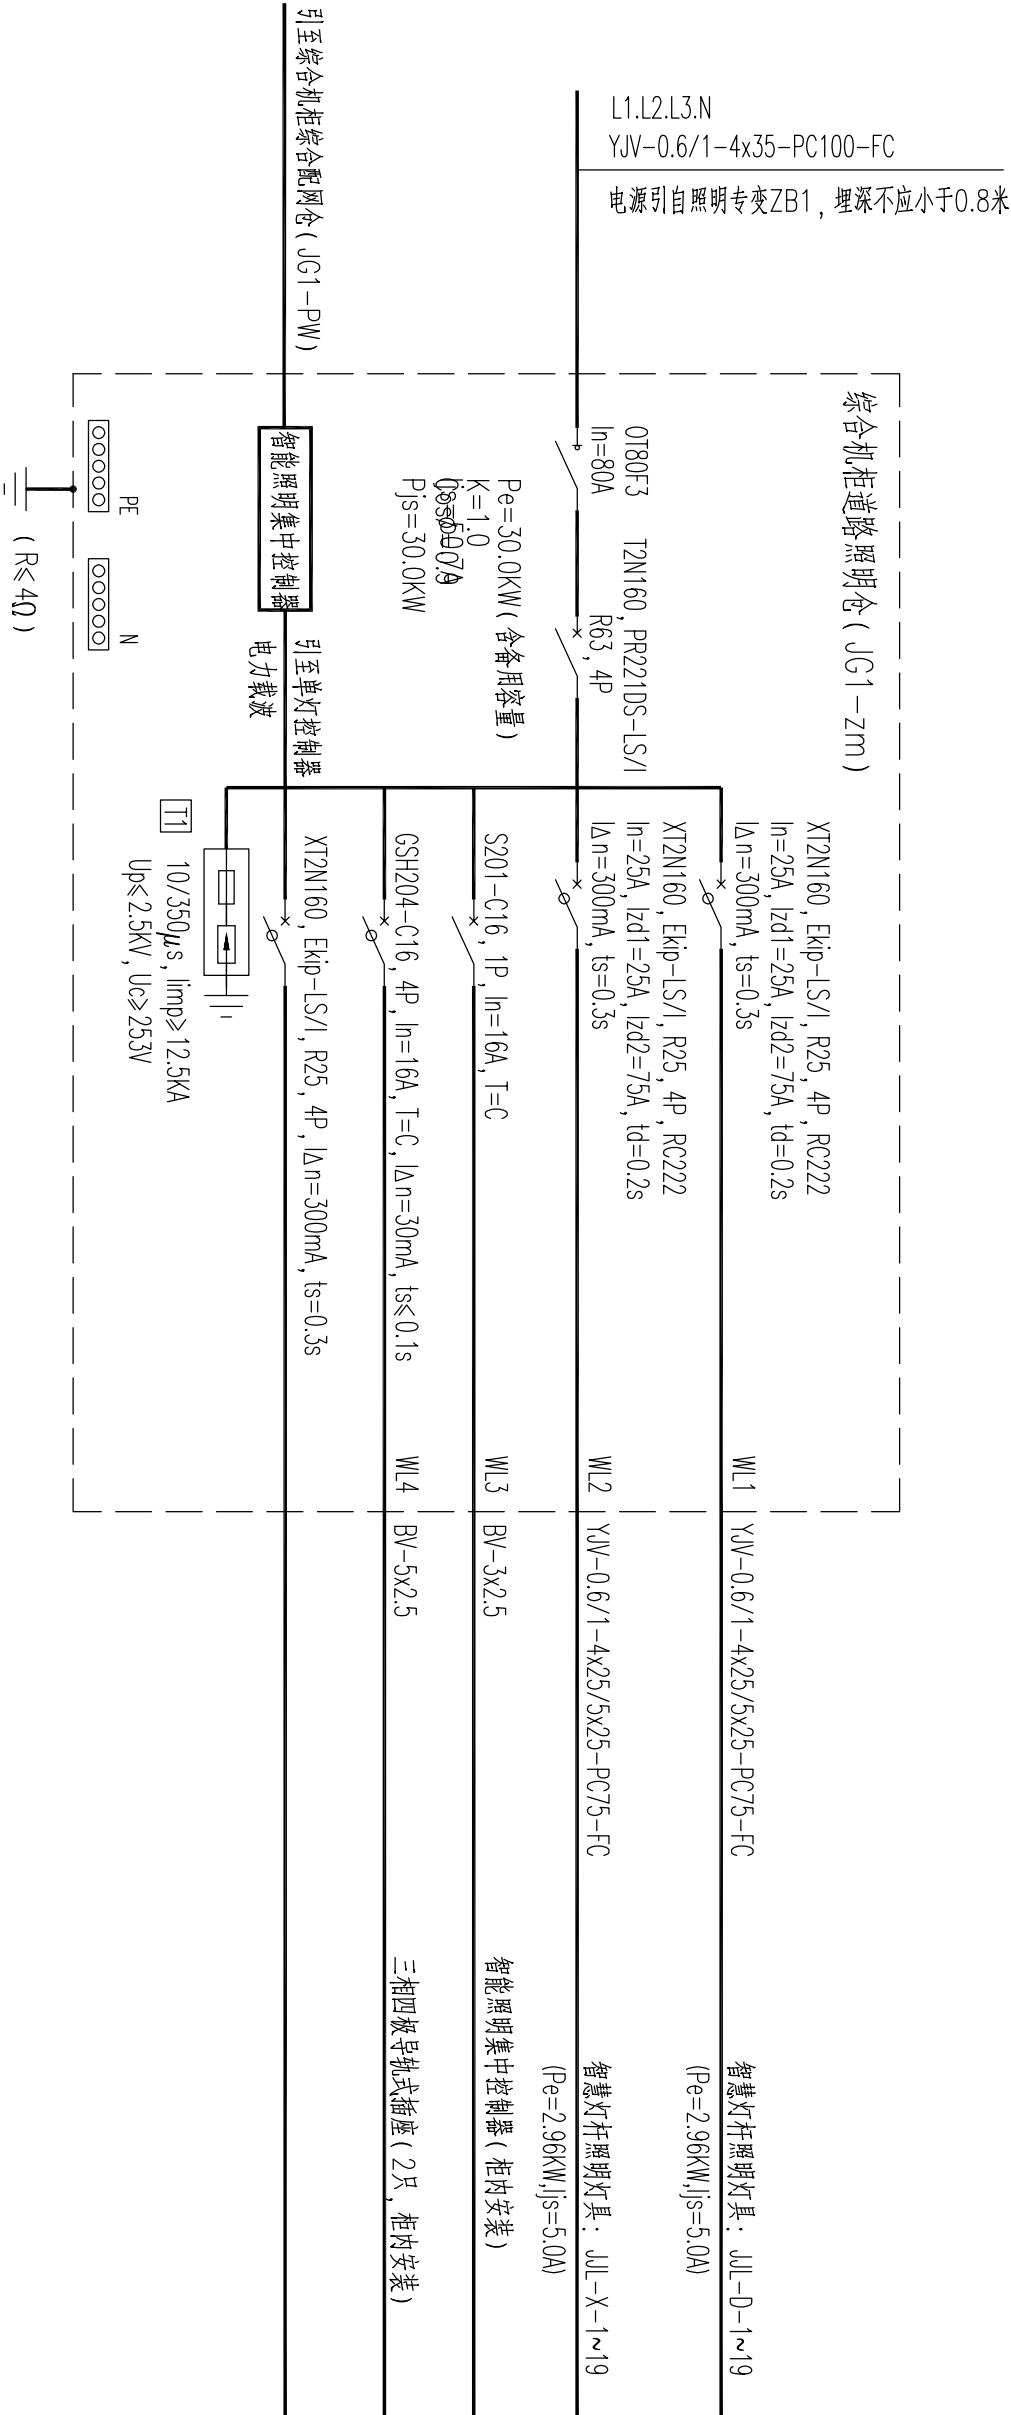 L1.L2.L3.N
YJV-0.6/1-4x35-PC100-FC
电源引自照明专变ZB1，埋深不应小于0.8米
引至综合机柜综合配网仓(JG1-PW)
综合机柜道路照明仓(JG1-zm)
OT80F3
In=80A
T2N160, PR221DS-LS/I
R63, 4P
Pe=30.0KW(含备用容量)
K=1.0
Pjs=30.0KW
智能照明集中控制器
引至单灯控制器
电力载波
PE
N
(R≤4Ω)
XT2N160, Ekip-LS/I, R25, 4P, RC222
In=25A, Izd1=25A, Izd2=75A, td=0.2s
I△n=300mA, ts=0.3s
WL1
YJV-0.6/1-4x25/5x25-PC75-FC
智慧灯杆照明灯具：JJL-D-1~19
(Pe=2.96KW,Ijs=5.0A)
XT2N160, Ekip-LS/I, R25, 4P, RC222
In=25A, Izd1=25A, Izd2=75A, td=0.2s
I△n=300mA, ts=0.3s
WL2
YJV-0.6/1-4x25/5x25-PC75-FC
智慧灯杆照明灯具：JJL-X-1~19
(Pe=2.96KW,Ijs=5.0A)
S201-C16, 1P, In=16A, T=C
WL3
BV-3x2.5
智能照明集中控制器(柜内安装)
GSH204-C16, 4P, In=16A, T=C, I△n=30mA, ts≤0.1s
WL4
BV-5x2.5
三相四极导轨式插座(2只，柜内安装)
XT2N160, Ekip-LS/I, R25, 4P, I△n=300mA, ts=0.3s
T1
10/350μs, Iimp≥12.5KA
Up≤2.5KV, Uc≥253V